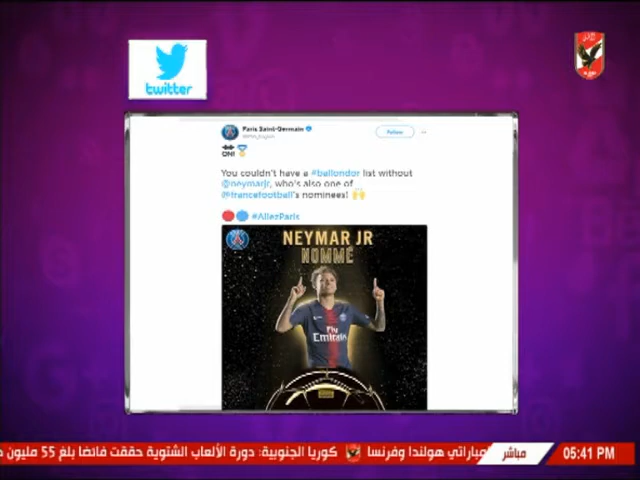 twitter
Paris Saint-Germain
Follow
ON!
You couldn't have a #ballondor list without
@neymarjr, who's also one of
@francefootball's nominees!
#AllezParis
NEYMAR JR
NOMMÉ
Fly
Emirates
مباراتي هولندا وفرنسا
كوريا الجنوبية: دورة الألعاب الشتوية حققت فائضا بلغ 55 مليون
مباشر
05:41 PM